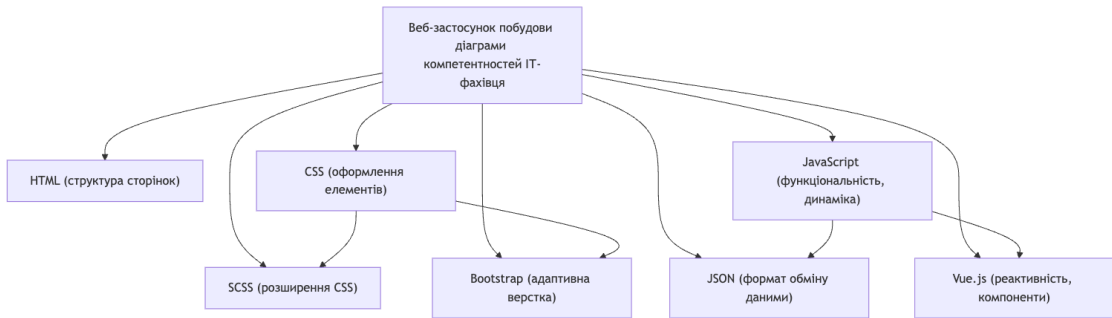 Веб-застосунок побудови
діаграми
компетентностей ІТ-
фахівця
HTML (структура сторінок)
CSS (оформлення
елементів)
JavaScript
(функціональність,
динаміка)
SCSS (розширення CSS)
Bootstrap (адаптивна
верстка)
JSON (формат обміну
даними)
Vue.js (реактивність,
компоненти)